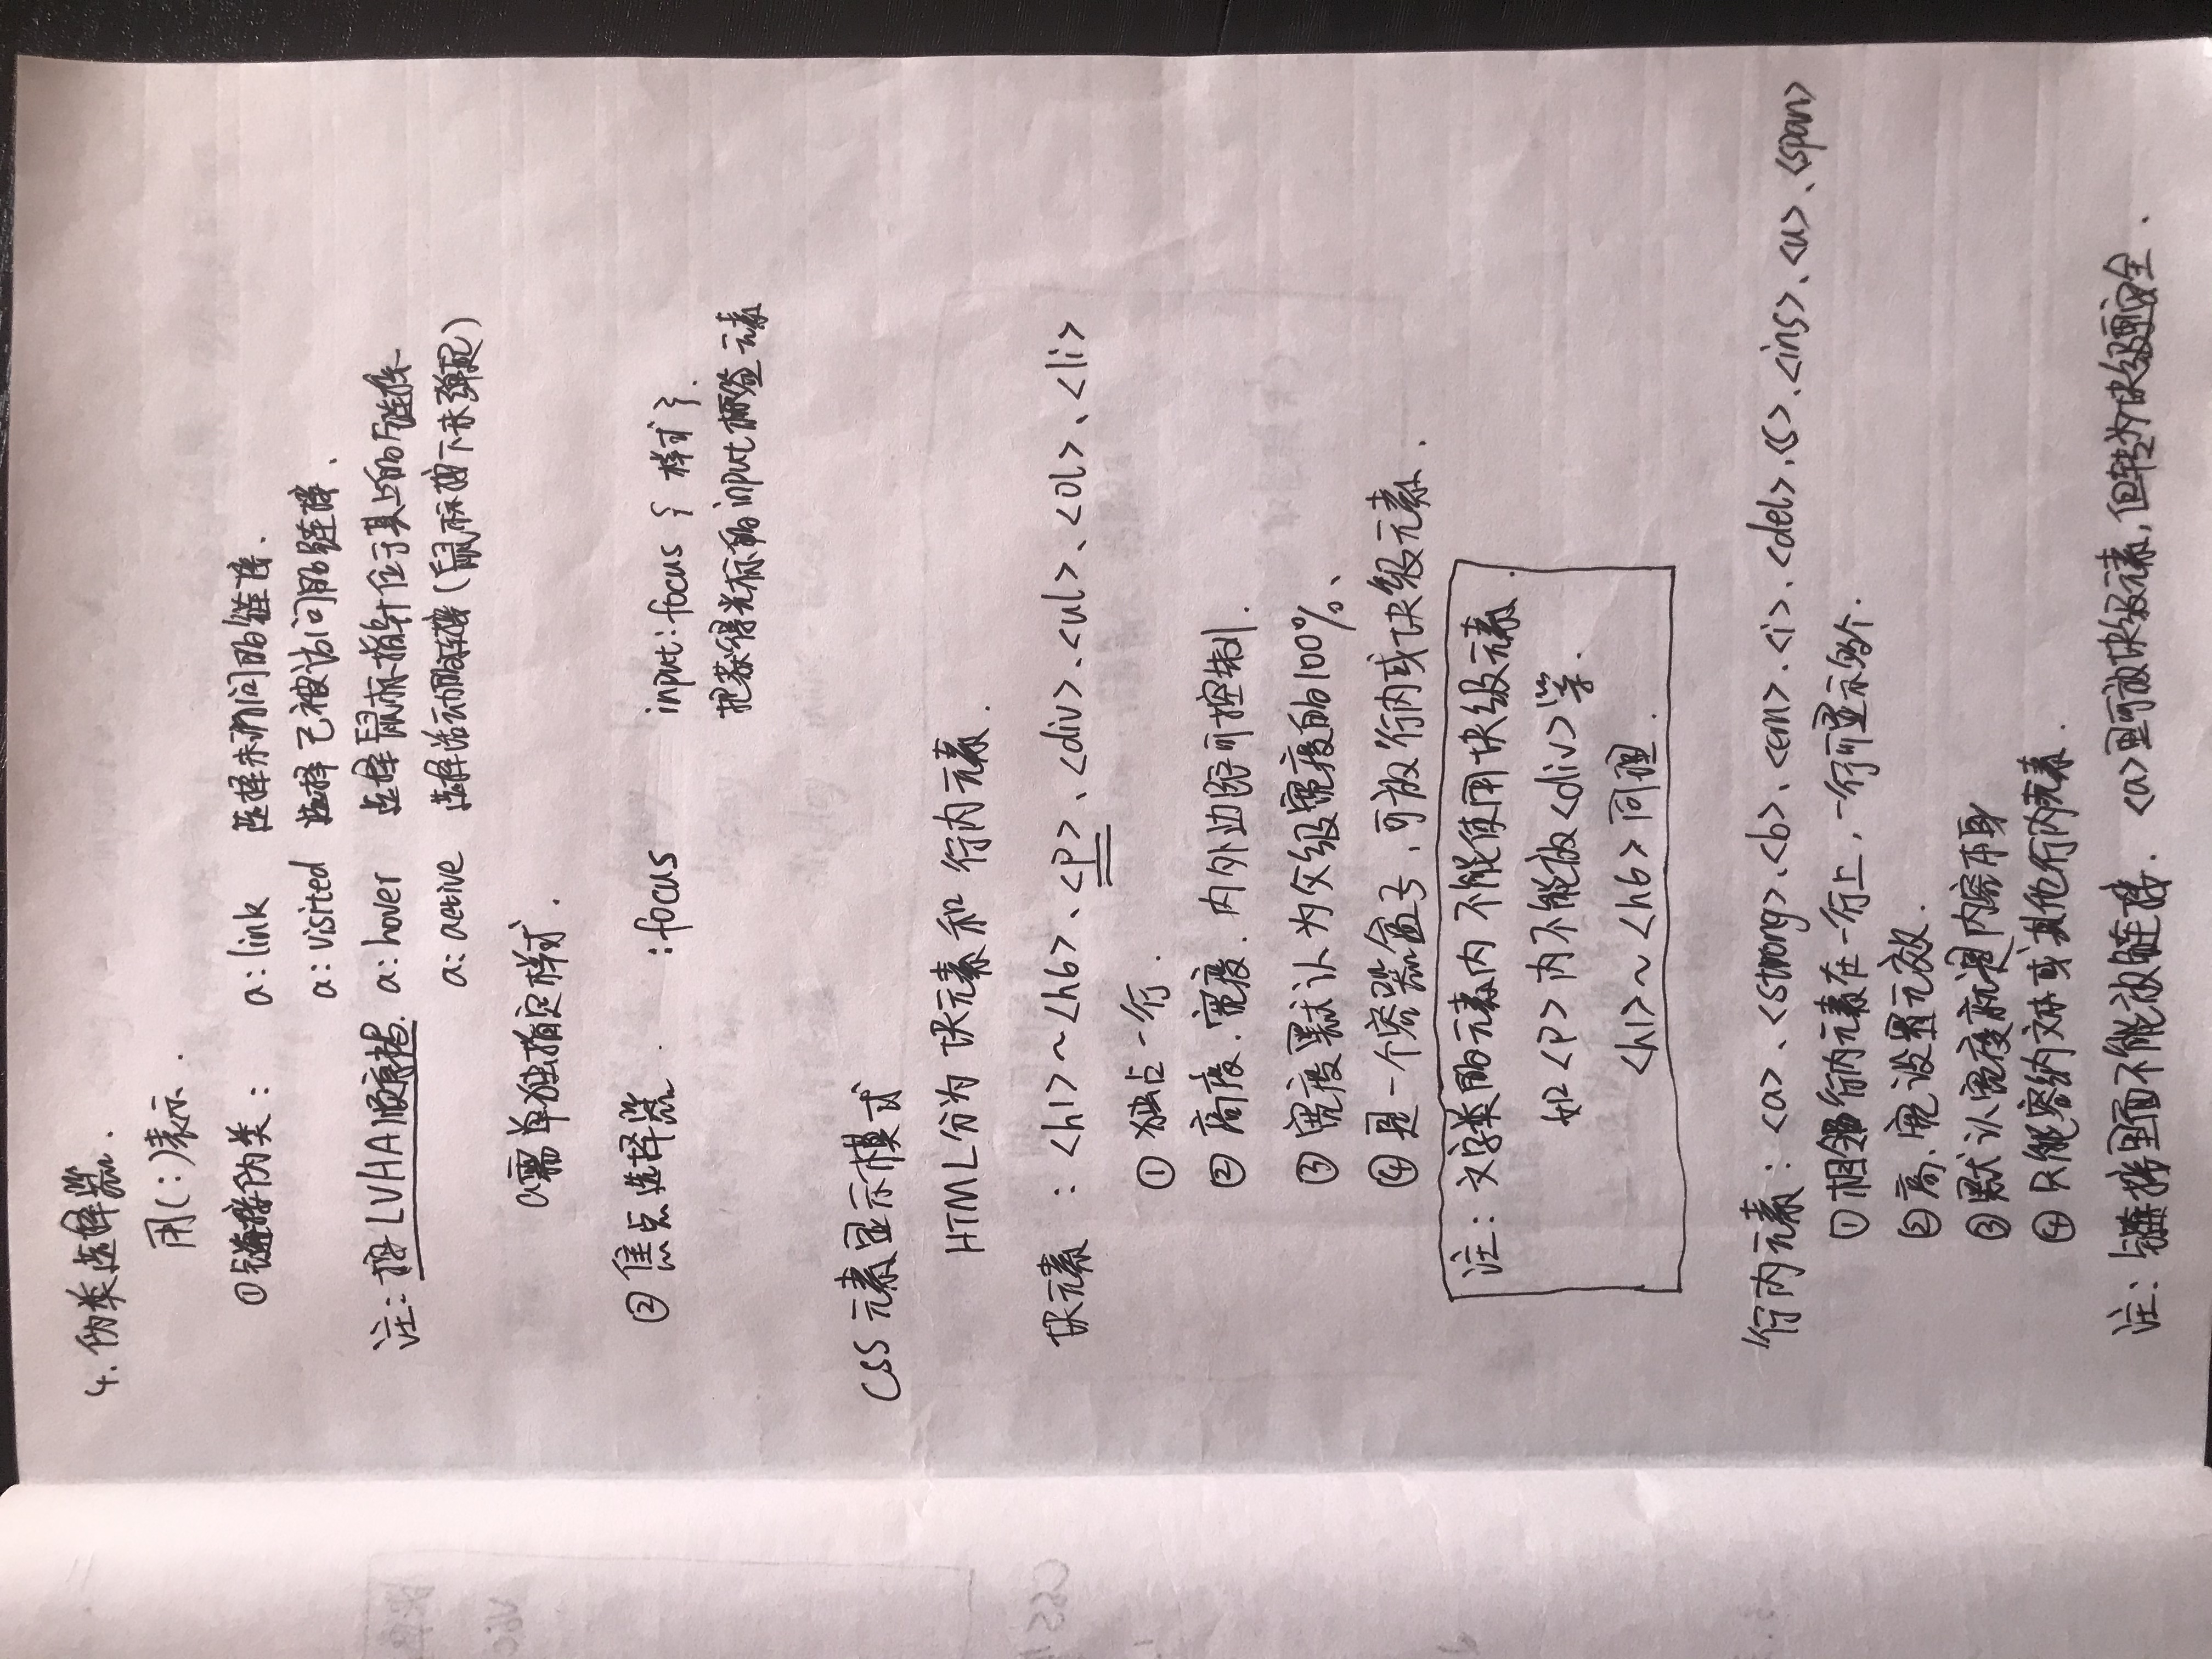 4. 伪类选择器.
用(:)表示.
①链接伪类: a:link 选择未访问的链接.
a:visited 选择已被访问的链接.
注:按LVHA顺序写. a:hover 选择鼠标指针位于其上的链接
a:active 选择活动的链接(鼠标按下未弹起)
a需单独指定样式.
②焦点选择器. :focus input:focus { 样式 }.
把获得光标的input标签元素
CSS 元素显示模式
HTML分为 块元素和 行内元素.
块元素 : <h1>~<h6>、<p>、<div>、<ul>、<ol>、<li>
① 独占一行.
② 高度、宽度、内外边距可控制.
③ 宽度默认为父级宽度的100%、
④ 是一个容器盒子,可放行内或块级元素.
注: 文字类的元素内 不能使用块级元素.
如<p>内不能放<div>等.
<h1>~<h6>同理.
行内元素: <a>、<strong>、<b>、<em>、<i>、<del>、<s>、<ins>、<u>、<span>
①相邻行内元素在一行上,一行可显示多个.
②高、宽设置无效.
③默认宽度就是内容本身
④只能容纳文本或其他行内元素.
注: 链接里面不能放链接. <a>里可放块级元素,但转为块级更安全.